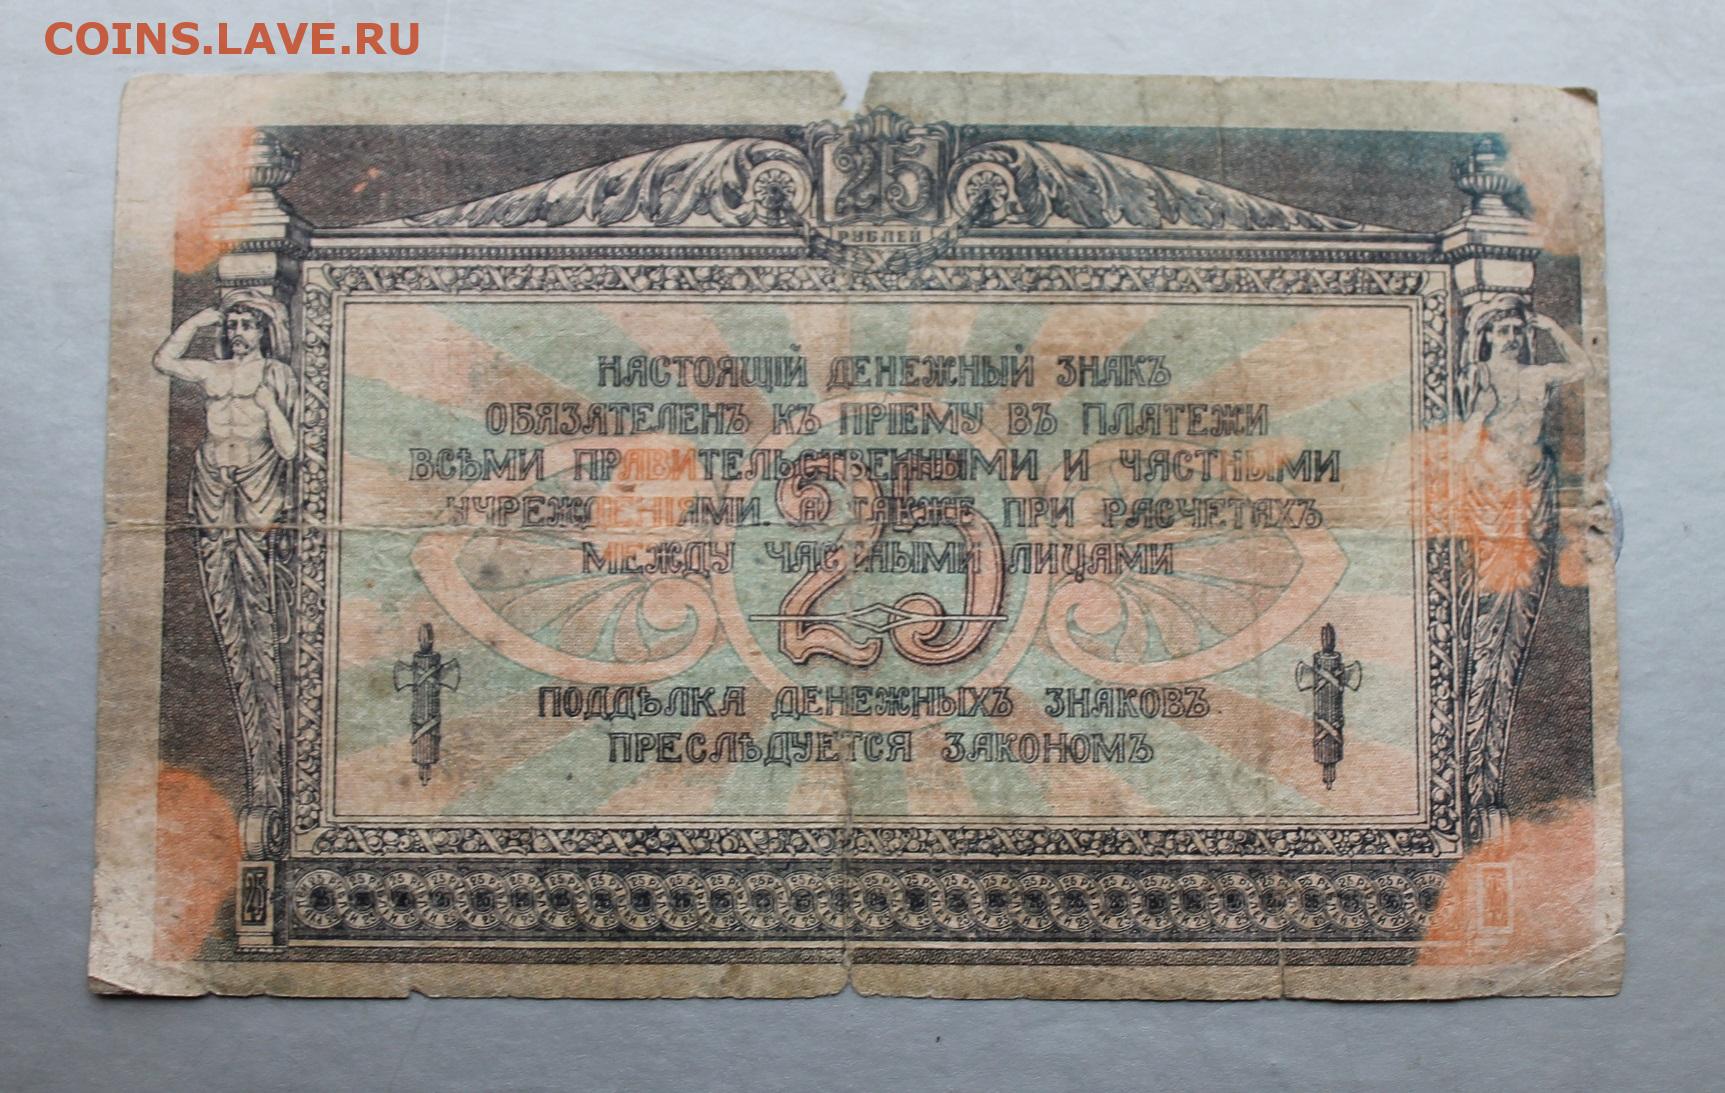 COINS.LAVE.RU
25
РУБЛЕЙ
НАСТОЯЩІЙ ДЕНЕЖНЫЙ ЗНАКЪ
ОБЯЗАТЕЛЕНЪ КЪ ПРІЕМУ ВЪ ПЛАТЕЖИ
ВСѢМИ ПРАВИТЕЛЬСТВЕННЫМИ И ЧАСТНЫМИ
УЧРЕЖДЕНІЯМИ. А ТАКЖЕ ПРИ РАСЧЕТАХЪ
МЕЖДУ ЧАСТНЫМИ ЛИЦАМИ
25
ПОДДѢЛКА ДЕНЕЖНЫХЪ ЗНАКОВЪ
ПРЕСЛѢДУЕТСЯ ЗАКОНОМЪ
25
25